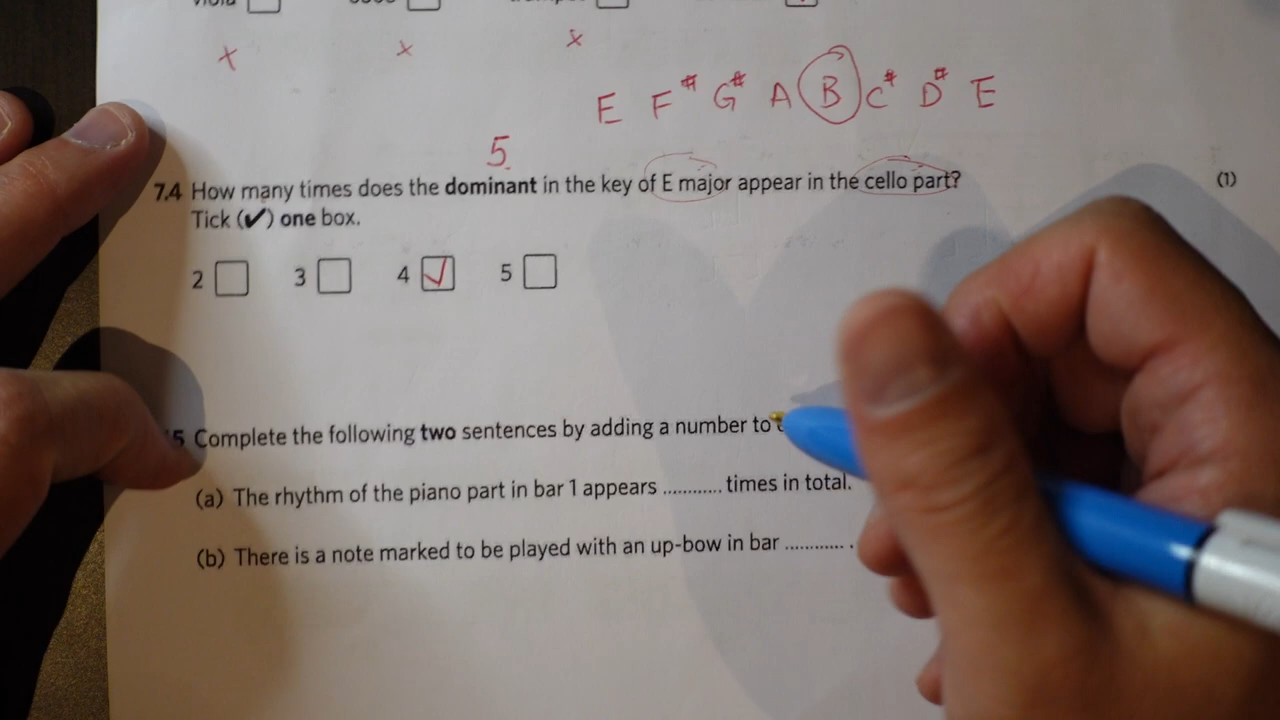 E F# G# A B C# D# E
5
7.4 How many times does the dominant in the key of E major appear in the cello part? (1)
Tick (✔) one box.
2 3 4 ✓ 5
5 Complete the following two sentences by adding a number to
(a) The rhythm of the piano part in bar 1 appears ............ times in total.
(b) There is a note marked to be played with an up-bow in bar ............ .